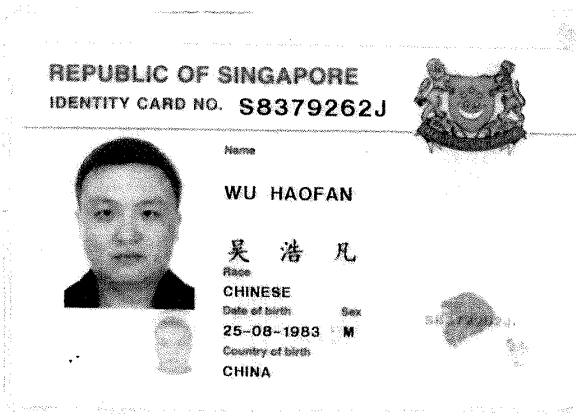 REPUBLIC OF SINGAPORE
IDENTITY CARD NO. S8379262J
Name
WU HAOFAN
吴浩凡
Race
CHINESE
Date of birth Sex
25-08-1983 M
Country of birth
CHINA